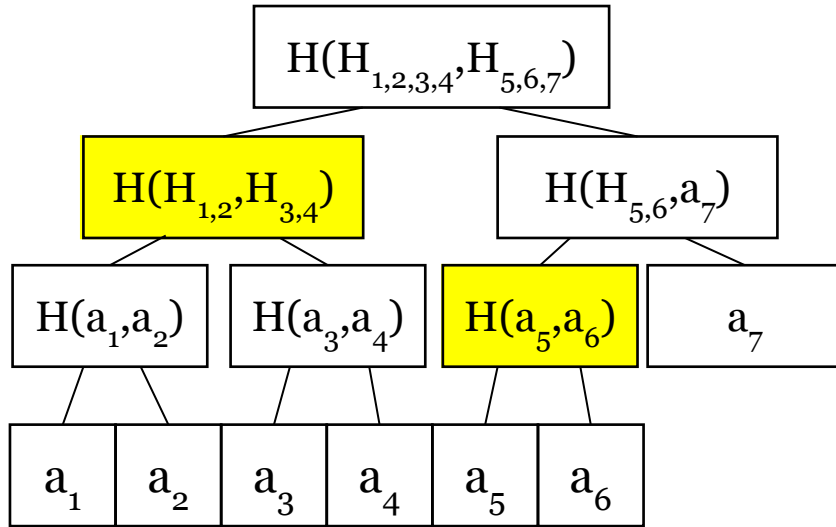 H(H₁,₂,₃,₄,H₅,₆,₇)
H(H₁,₂,H₃,₄) H(H₅,₆,a₇)
H(a₁,a₂) H(a₃,a₄) H(a₅,a₆) a₇
a₁ a₂ a₃ a₄ a₅ a₆